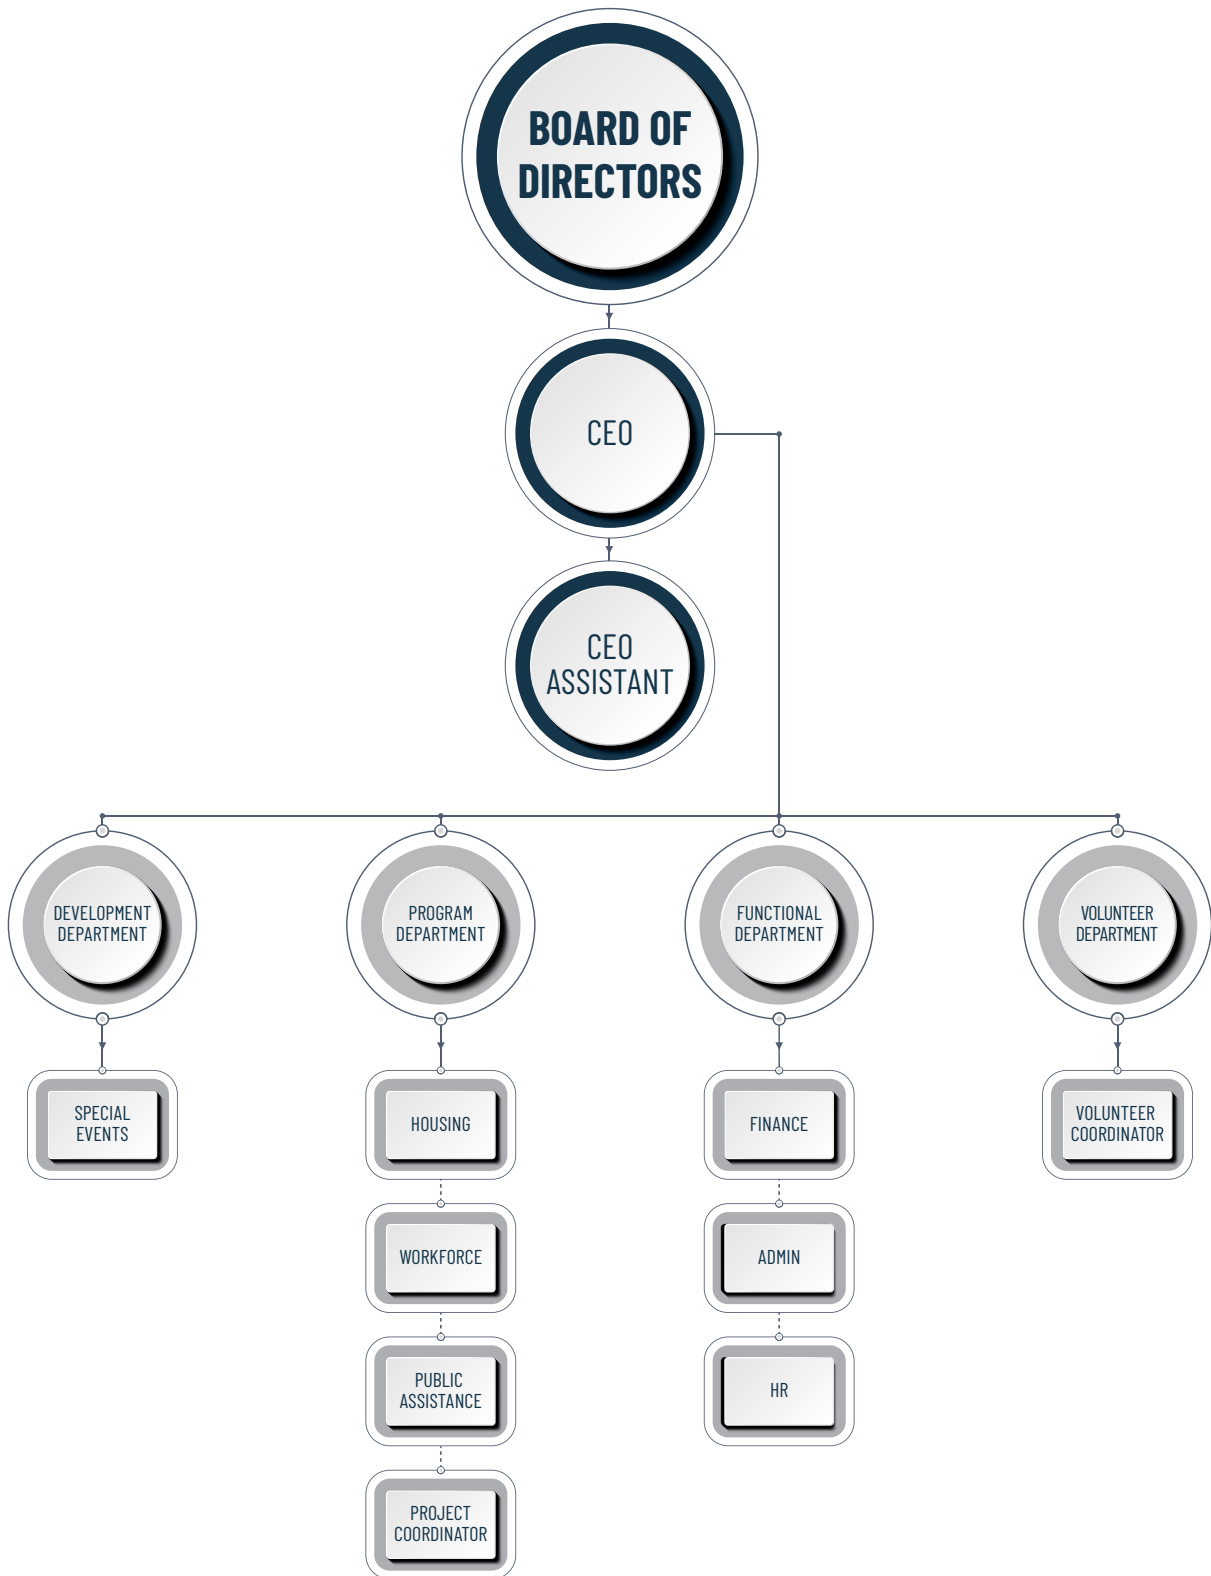 BOARD OF
DIRECTORS
CEO
CEO
ASSISTANT
DEVELOPMENT
DEPARTMENT
PROGRAM
DEPARTMENT
FUNCTIONAL
DEPARTMENT
VOLUNTEER
DEPARTMENT
SPECIAL
EVENTS
HOUSING
FINANCE
VOLUNTEER
COORDINATOR
WORKFORCE
ADMIN
PUBLIC
ASSISTANCE
HR
PROJECT
COORDINATOR